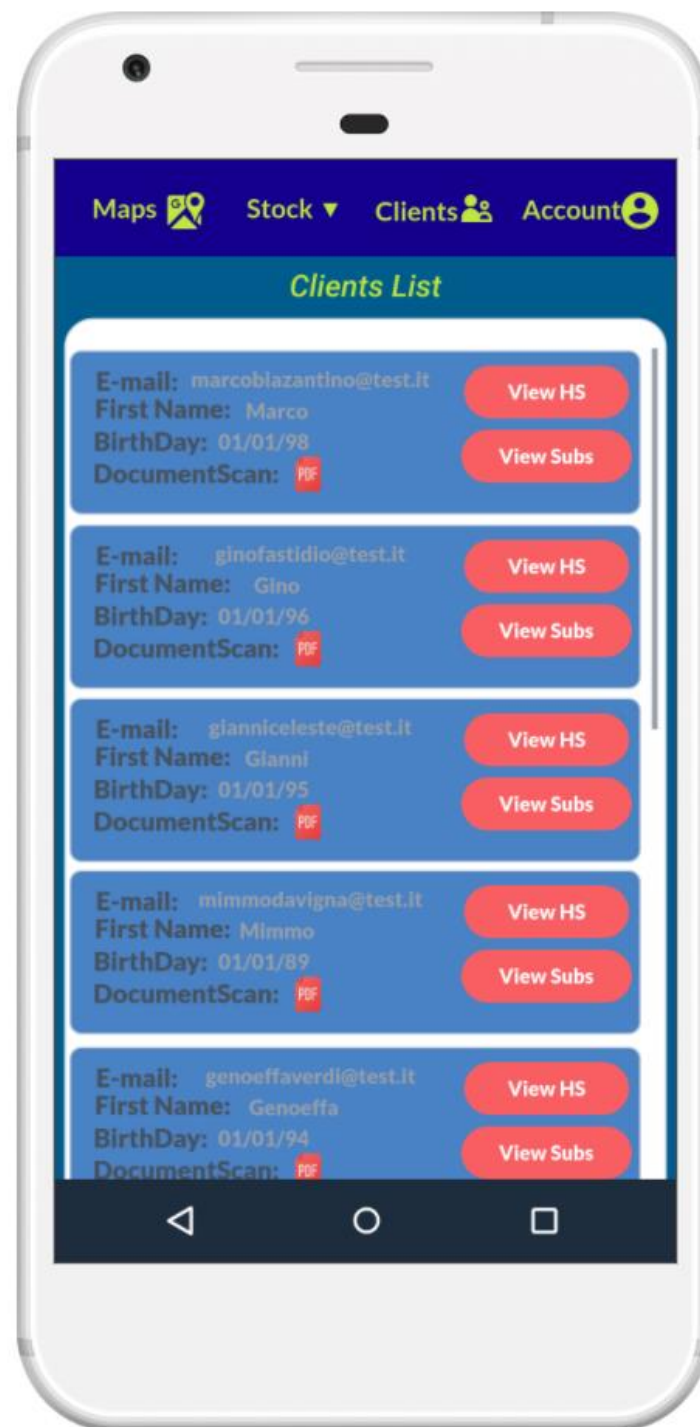 Maps Stock ▼ Clients Account
Clients List
E-mail: marcobiazantino@test.it
First Name: Marco
BirthDay: 01/01/98
DocumentScan: PDF
View HS
View Subs
E-mail: ginofastidio@test.it
First Name: Gino
BirthDay: 01/01/96
DocumentScan: PDF
View HS
View Subs
E-mail: gianniceleste@test.it
First Name: Gianni
BirthDay: 01/01/95
DocumentScan: PDF
View HS
View Subs
E-mail: mimmodavigna@test.it
First Name: Mimmo
BirthDay: 01/01/89
DocumentScan: PDF
View HS
View Subs
E-mail: genoeffaverdi@test.it
First Name: Genoeffa
BirthDay: 01/01/94
DocumentScan: PDF
View HS
View Subs